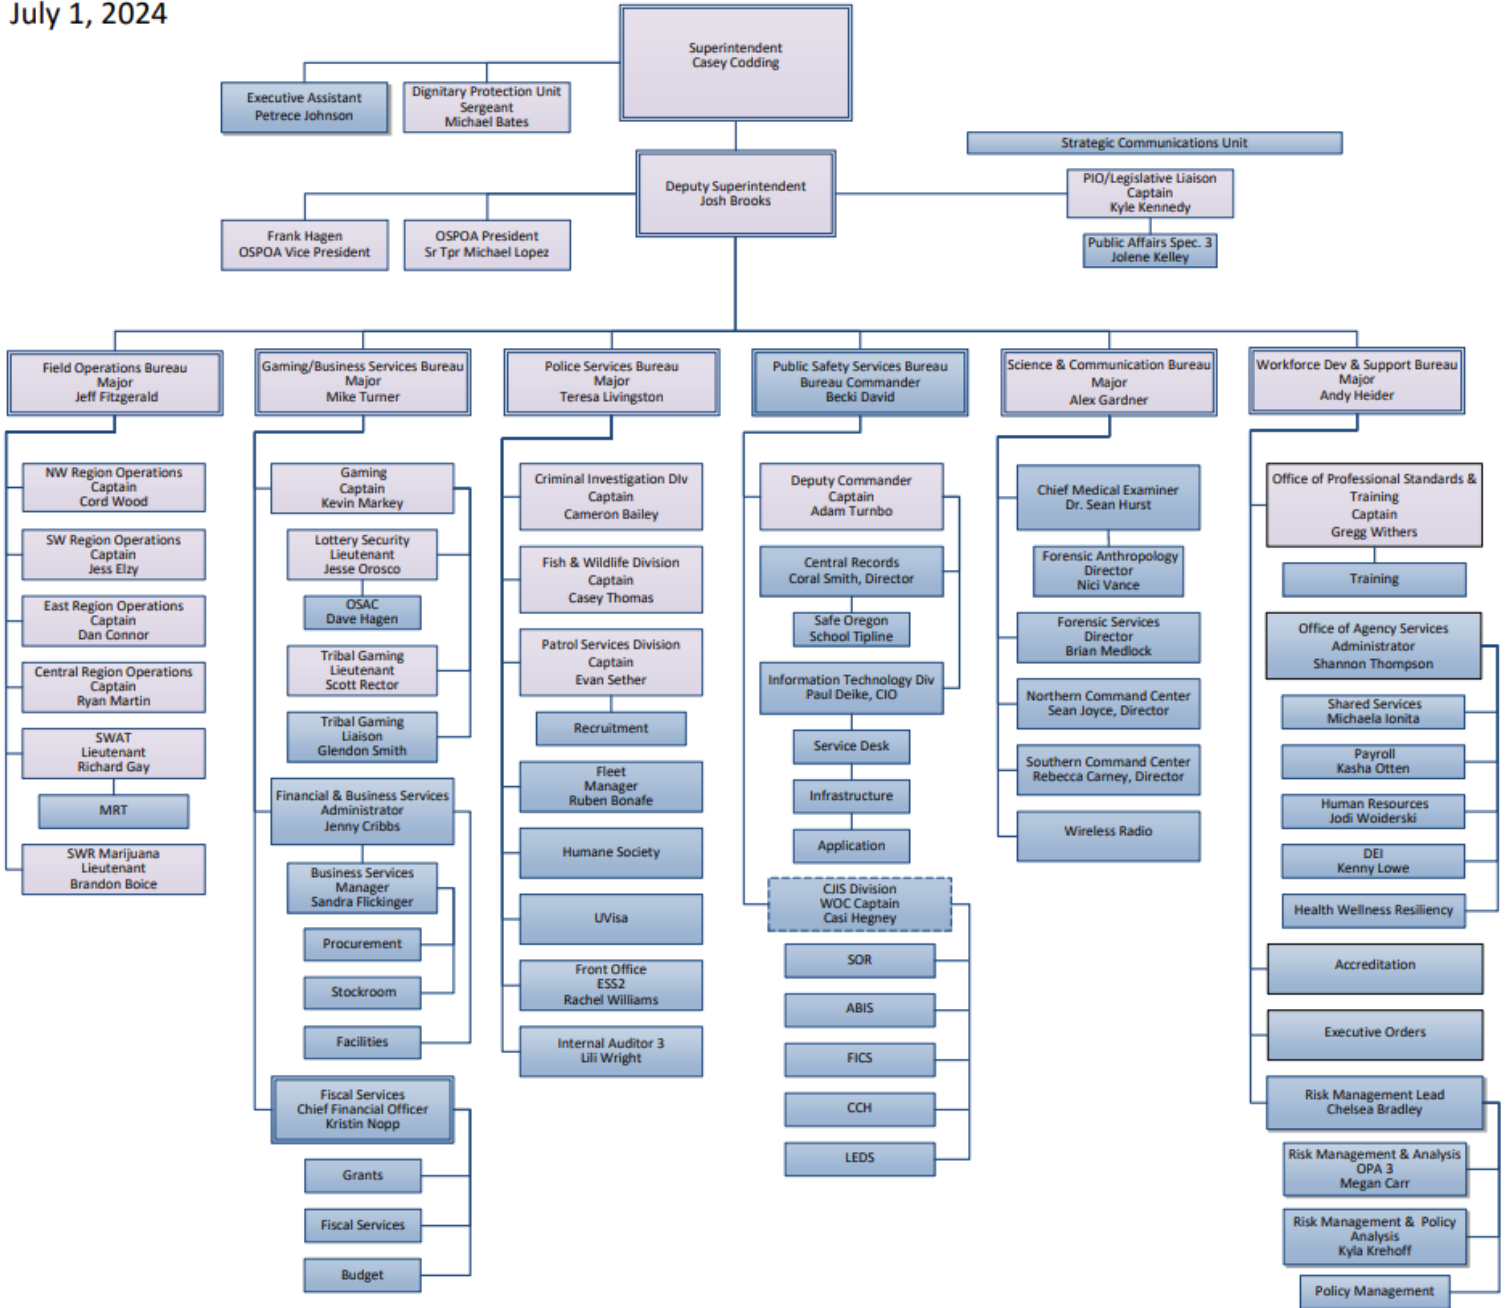 July 1, 2024
Superintendent
Casey Codding
Executive Assistant
Petrece Johnson
Dignitary Protection Unit
Sergeant
Michael Bates
Strategic Communications Unit
Deputy Superintendent
Josh Brooks
PIO/Legislative Liaison
Captain
Kyle Kennedy
Public Affairs Spec. 3
Jolene Kelley
Frank Hagen
OSPOA Vice President
OSPOA President
Sr Tpr Michael Lopez
Field Operations Bureau
Major
Jeff Fitzgerald
NW Region Operations
Captain
Cord Wood
SW Region Operations
Captain
Jess Elzy
East Region Operations
Captain
Dan Connor
Central Region Operations
Captain
Ryan Martin
SWAT
Lieutenant
Richard Gay
MRT
SWR Marijuana
Lieutenant
Brandon Boice
Gaming/Business Services Bureau
Major
Mike Turner
Gaming
Captain
Kevin Markey
Lottery Security
Lieutenant
Jesse Orosco
OSAC
Dave Hagen
Tribal Gaming
Lieutenant
Scott Rector
Tribal Gaming
Liaison
Glendon Smith
Financial & Business Services
Administrator
Jenny Cribbs
Business Services
Manager
Sandra Flickinger
Procurement
Stockroom
Facilities
Fiscal Services
Chief Financial Officer
Kristin Nopp
Grants
Fiscal Services
Budget
Police Services Bureau
Major
Teresa Livingston
Criminal Investigation DIv
Captain
Cameron Bailey
Fish & Wildlife Division
Captain
Casey Thomas
Patrol Services Division
Captain
Evan Sether
Recruitment
Fleet
Manager
Ruben Bonafe
Humane Society
UVisa
Front Office
ESS2
Rachel Williams
Internal Auditor 3
Lili Wright
Public Safety Services Bureau
Bureau Commander
Becki David
Deputy Commander
Captain
Adam Turnbo
Central Records
Coral Smith, Director
Safe Oregon
School Tipline
Information Technology Div
Paul Deike, CIO
Service Desk
Infrastructure
Application
CJIS Division
WOC Captain
Casi Hegney
SOR
ABIS
FICS
CCH
LEDS
Science & Communication Bureau
Major
Alex Gardner
Chief Medical Examiner
Dr. Sean Hurst
Forensic Anthropology
Director
Nici Vance
Forensic Services
Director
Brian Medlock
Northern Command Center
Sean Joyce, Director
Southern Command Center
Rebecca Carney, Director
Wireless Radio
Workforce Dev & Support Bureau
Major
Andy Heider
Office of Professional Standards &
Training
Captain
Gregg Withers
Training
Office of Agency Services
Administrator
Shannon Thompson
Shared Services
Michaela Ionita
Payroll
Kasha Otten
Human Resources
Jodi Woiderski
DEI
Kenny Lowe
Health Wellness Resiliency
Accreditation
Executive Orders
Risk Management Lead
Chelsea Bradley
Risk Management & Analysis
OPA 3
Megan Carr
Risk Management & Policy
Analysis
Kyla Krehoff
Policy Management